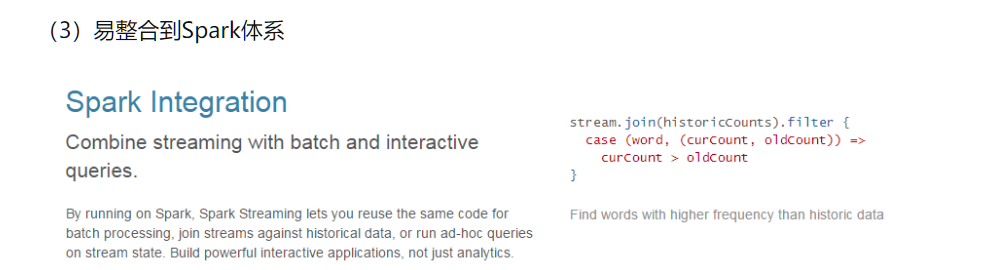 （3）易整合到Spark体系
Spark Integration
Combine streaming with batch and interactive
queries.
By running on Spark, Spark Streaming lets you reuse the same code for
batch processing, join streams against historical data, or run ad-hoc queries
on stream state. Build powerful interactive applications, not just analytics.
stream.join(historicCounts).filter {
  case (word, (curCount, oldCount)) =>
    curCount > oldCount
}
Find words with higher frequency than historic data